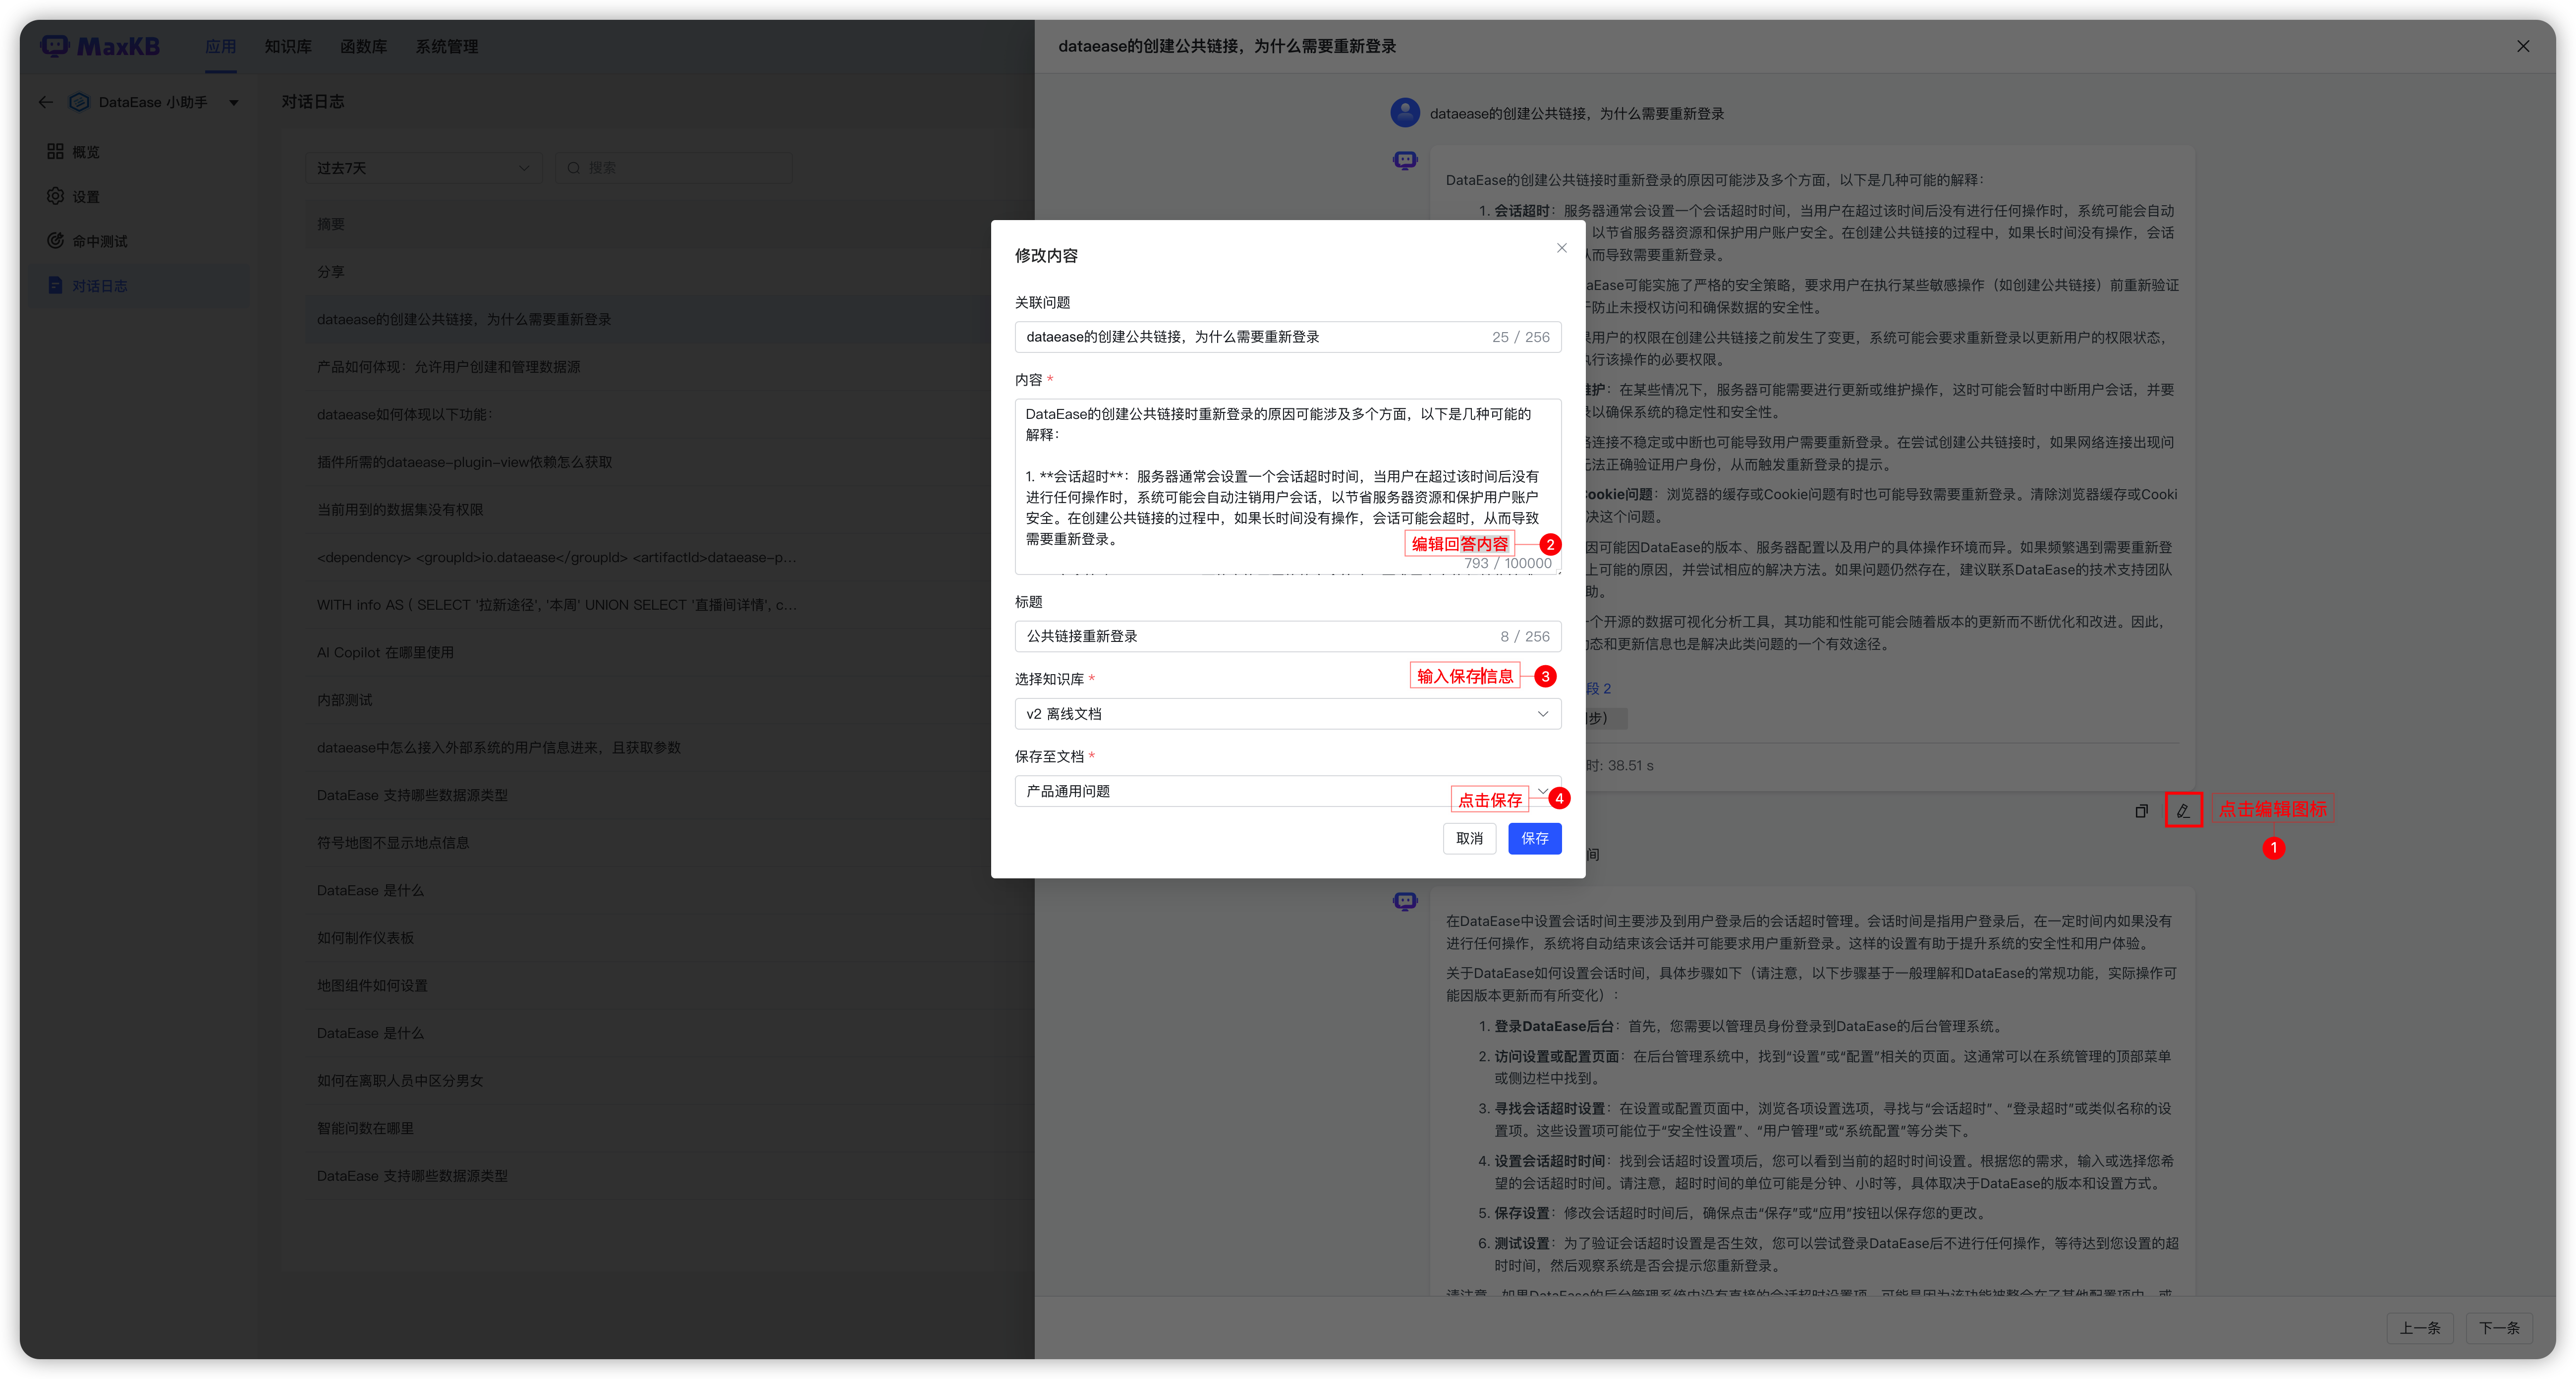 MaxKB
应用
知识库
函数库
系统管理
DataEase 小助手
概览
设置
命中测试
对话日志
对话日志
过去7天
搜索
摘要
分享
dataease的创建公共链接，为什么需要重新登录
产品如何体现：允许用户创建和管理数据源
dataease如何体现以下功能：
插件所需的dataease-plugin-view依赖怎么获取
当前用到的数据集没有权限
<dependency> <groupId>io.dataease</groupId> <artifactId>dataease-p...
WITH info AS ( SELECT '拉新途径', '本周' UNION SELECT '直播间详情', c...
AI Copilot 在哪里使用
内部测试
dataease中怎么接入外部系统的用户信息进来，且获取参数
DataEase 支持哪些数据源类型
符号地图不显示地点信息
DataEase 是什么
如何制作仪表板
地图组件如何设置
DataEase 是什么
如何在离职人员中区分男女
智能问数在哪里
DataEase 支持哪些数据源类型
修改内容
关联问题
dataease的创建公共链接，为什么需要重新登录
25 / 256
内容 *
DataEase的创建公共链接时重新登录的原因可能涉及多个方面，以下是几种可能的
解释：
1. **会话超时**：服务器通常会设置一个会话超时时间，当用户在超过该时间后没有
进行任何操作时，系统可能会自动注销用户会话，以节省服务器资源和保护用户账户
安全。在创建公共链接的过程中，如果长时间没有操作，会话可能会超时，从而导致
需要重新登录。
编辑回答内容
2
793 / 100000
标题
公共链接重新登录
8 / 256
选择知识库 *
输入保存信息
3
v2 离线文档
保存至文档 *
产品通用问题
点击保存
4
取消
保存
dataease的创建公共链接，为什么需要重新登录
dataease的创建公共链接，为什么需要重新登录
DataEase的创建公共链接时重新登录的原因可能涉及多个方面，以下是几种可能的解释：
1. 会话超时：服务器通常会设置一个会话超时时间，当用户在超过该时间后没有进行任何操作时，系统可能会自动
以节省服务器资源和保护用户账户安全。在创建公共链接的过程中，如果长时间没有操作，会话
从而导致需要重新登录。
aEase可能实施了严格的安全策略，要求用户在执行某些敏感操作（如创建公共链接）前重新验证
于防止未授权访问和确保数据的安全性。
果用户的权限在创建公共链接之前发生了变更，系统可能会要求重新登录以更新用户的权限状态，
执行该操作的必要权限。
维护：在某些情况下，服务器可能需要进行更新或维护操作，这时可能会暂时中断用户会话，并要
录以确保系统的稳定性和安全性。
络连接不稳定或中断也可能导致用户需要重新登录。在尝试创建公共链接时，如果网络连接出现问
无法正确验证用户身份，从而触发重新登录的提示。
Cookie问题：浏览器的缓存或Cookie问题有时也可能导致需要重新登录。清除浏览器缓存或Cooki
决这个问题。
因可能因DataEase的版本、服务器配置以及用户的具体操作环境而异。如果频繁遇到需要重新登
上可能的原因，并尝试相应的解决方法。如果问题仍然存在，建议联系DataEase的技术支持团队
助。
一个开源的数据可视化分析工具，其功能和性能可能会随着版本的更新而不断优化和改进。因此，
动态和更新信息也是解决此类问题的一个有效途径。
段 2
步）
时: 38.51 s
点击编辑图标
1
间
在DataEase中设置会话时间主要涉及到用户登录后的会话超时管理。会话时间是指用户登录后，在一定时间内如果没有
进行任何操作，系统将自动结束该会话并可能要求用户重新登录。这样的设置有助于提升系统的安全性和用户体验。
关于DataEase如何设置会话时间，具体步骤如下（请注意，以下步骤基于一般理解和DataEase的常规功能，实际操作可
能因版本更新而有所变化）：
1. 登录DataEase后台：首先，您需要以管理员身份登录到DataEase的后台管理系统。
2. 访问设置或配置页面：在后台管理系统中，找到“设置”或“配置”相关的页面。这通常可以在系统管理的顶部菜单
或侧边栏中找到。
3. 寻找会话超时设置：在设置或配置页面中，浏览各项设置选项，寻找与“会话超时”、“登录超时”或类似名称的设
置项。这些设置项可能位于“安全性设置”、“用户管理”或“系统配置”等分类下。
4. 设置会话超时时间：找到会话超时设置项后，您可以看到当前的超时时间设置。根据您的需求，输入或选择您希
望的会话超时时间。请注意，超时时间的单位可能是分钟、小时等，具体取决于DataEase的版本和设置方式。
5. 保存设置：修改会话超时时间后，确保点击“保存”或“应用”按钮以保存您的更改。
6. 测试设置：为了验证会话超时设置是否生效，您可以尝试登录DataEase后不进行任何操作，等待达到您设置的超
时时间，然后观察系统是否会提示您重新登录。
请注意，如果DataEase的后台管理系统中没有直接的会话超时设置项，可能是因为该功能被整合在了其他配置项中，或
上一条
下一条